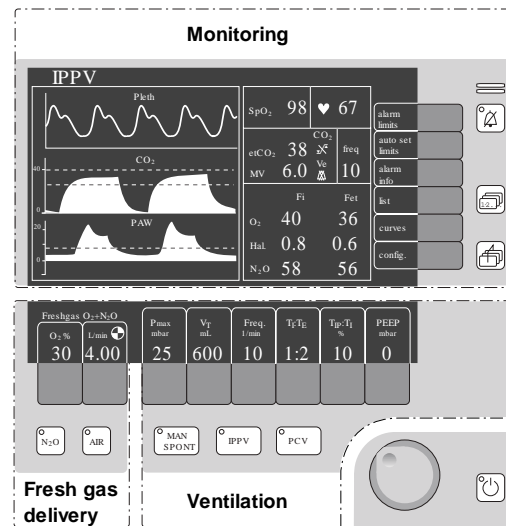 Monitoring
IPPV
Pleth
CO₂
40
0
PAW
20
0
SpO₂ 98 ♥ 67
CO₂
etCO₂ 38 freq
MV 6.0 Ve 10
Fi Fet
O₂ 40 36
Hal. 0.8 0.6
N₂O 58 56
alarm
limits
auto set
limits
alarm
info
list
curves
config.
1 2 ..
Freshgas O₂+N₂O
O₂ % L/min
30 4.00
Pmax VT Freq. TI:TE TIP:TI PEEP
mbar mL 1/min % mbar
25 600 10 1:2 10 0
N₂O AIR
MAN
SPONT
IPPV PCV
Fresh gas
delivery
Ventilation